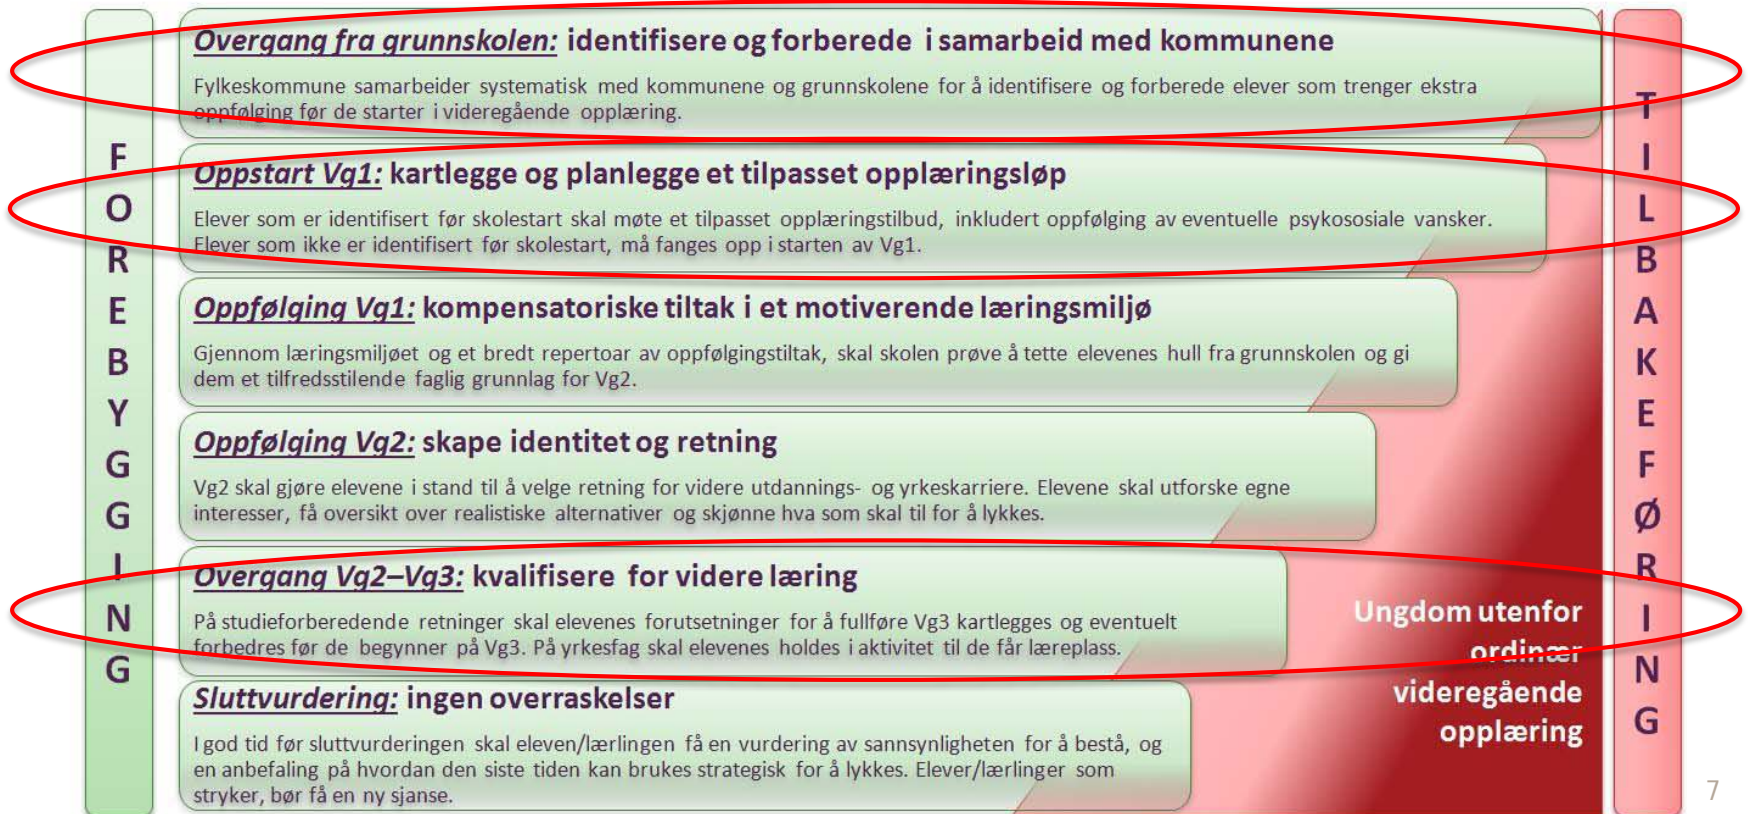 FOREBYGGING
Overgang fra grunnskolen: identifisere og forberede i samarbeid med kommunene
Fylkeskommune samarbeider systematisk med kommunene og grunnskolene for å identifisere og forberede elever som trenger ekstra
oppfølging før de starter i videregående opplæring.
Oppstart Vg1: kartlegge og planlegge et tilpasset opplæringsløp
Elever som er identifisert før skolestart skal møte et tilpasset opplæringstilbud, inkludert oppfølging av eventuelle psykososiale vansker.
Elever som ikke er identifisert før skolestart, må fanges opp i starten av Vg1.
Oppfølging Vg1: kompensatoriske tiltak i et motiverende læringsmiljø
Gjennom læringsmiljøet og et bredt repertoar av oppfølgingstiltak, skal skolen prøve å tette elevenes hull fra grunnskolen og gi
dem et tilfredsstilende faglig grunnlag for Vg2.
Oppfølging Vg2: skape identitet og retning
Vg2 skal gjøre elevene i stand til å velge retning for videre utdannings- og yrkeskarriere. Elevene skal utforske egne
interesser, få oversikt over realistiske alternativer og skjønne hva som skal til for å lykkes.
Overgang Vg2–Vg3: kvalifisere for videre læring
På studieforberedende retninger skal elevenes forutsetninger for å fullføre Vg3 kartlegges og eventuelt
forbedres før de begynner på Vg3. På yrkesfag skal elevenes holdes i aktivitet til de får læreplass.
Sluttvurdering: ingen overraskelser
I god tid før sluttvurderingen skal eleven/lærlingen få en vurdering av sannsynligheten for å bestå, og
en anbefaling på hvordan den siste tiden kan brukes strategisk for å lykkes. Elever/lærlinger som
stryker, bør få en ny sjanse.
Ungdom utenfor
ordinær
videregående
opplæring
TILBAKEFØRING
7